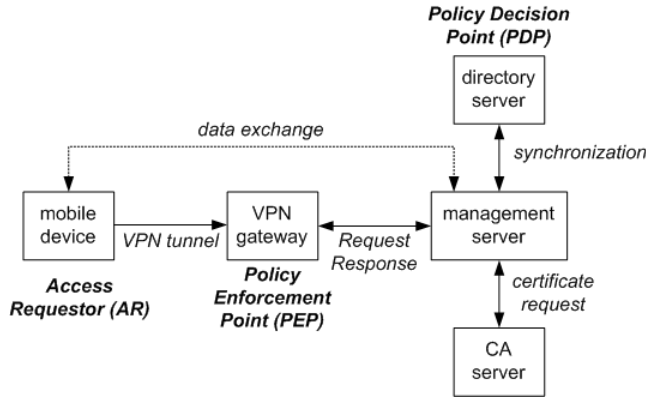 Policy Decision
Point (PDP)
directory
server
data exchange
synchronization
mobile
device
VPN tunnel
VPN
gateway
Request
Response
management
server
Access
Requestor (AR)
Policy
Enforcement
Point (PEP)
certificate
request
CA
server